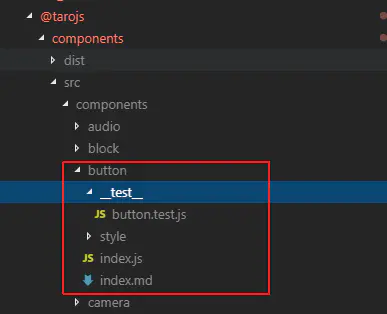 @tarojs
components
dist
src
components
audio
block
button
__test__
JS button.test.js
style
JS index.js
index.md
camera